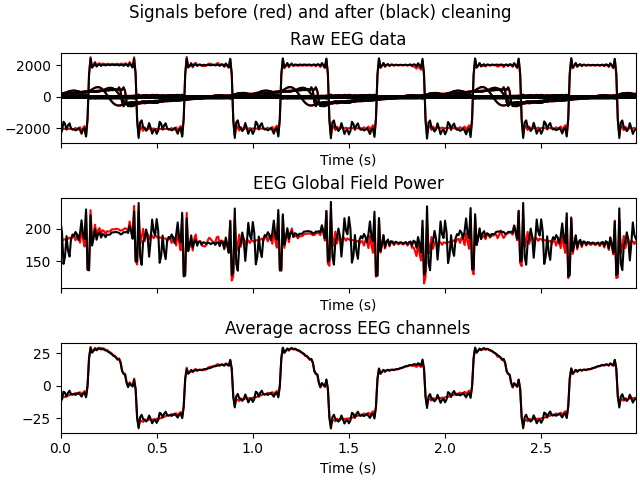 Signals before (red) and after (black) cleaning
Raw EEG data
2000
0
−2000
Time (s)
EEG Global Field Power
200
150
Time (s)
Average across EEG channels
25
0
−25
0.0 0.5 1.0 1.5 2.0 2.5
Time (s)